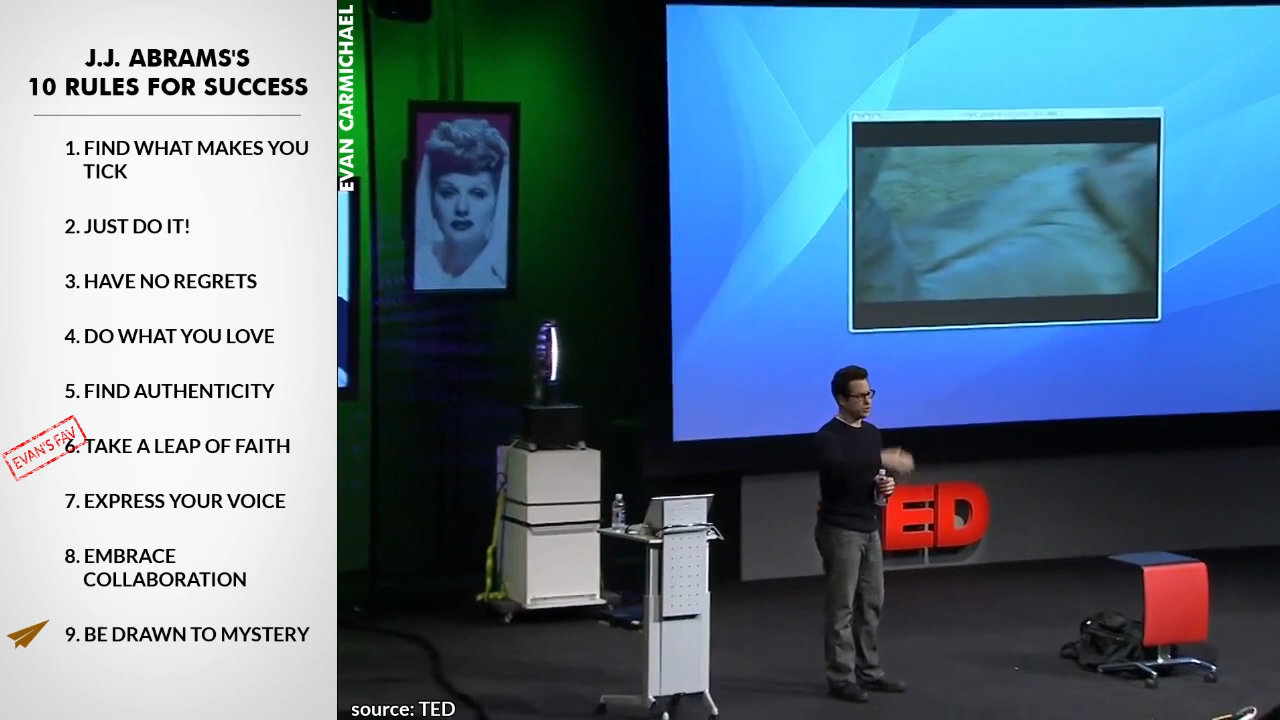 J.J. ABRAMS'S
10 RULES FOR SUCCESS
1. FIND WHAT MAKES YOU
TICK
2. JUST DO IT!
3. HAVE NO REGRETS
4. DO WHAT YOU LOVE
5. FIND AUTHENTICITY
EVAN'S FAV
6. TAKE A LEAP OF FAITH
7. EXPRESS YOUR VOICE
8. EMBRACE
COLLABORATION
9. BE DRAWN TO MYSTERY
EVAN CARMICHAEL
ED
source: TED